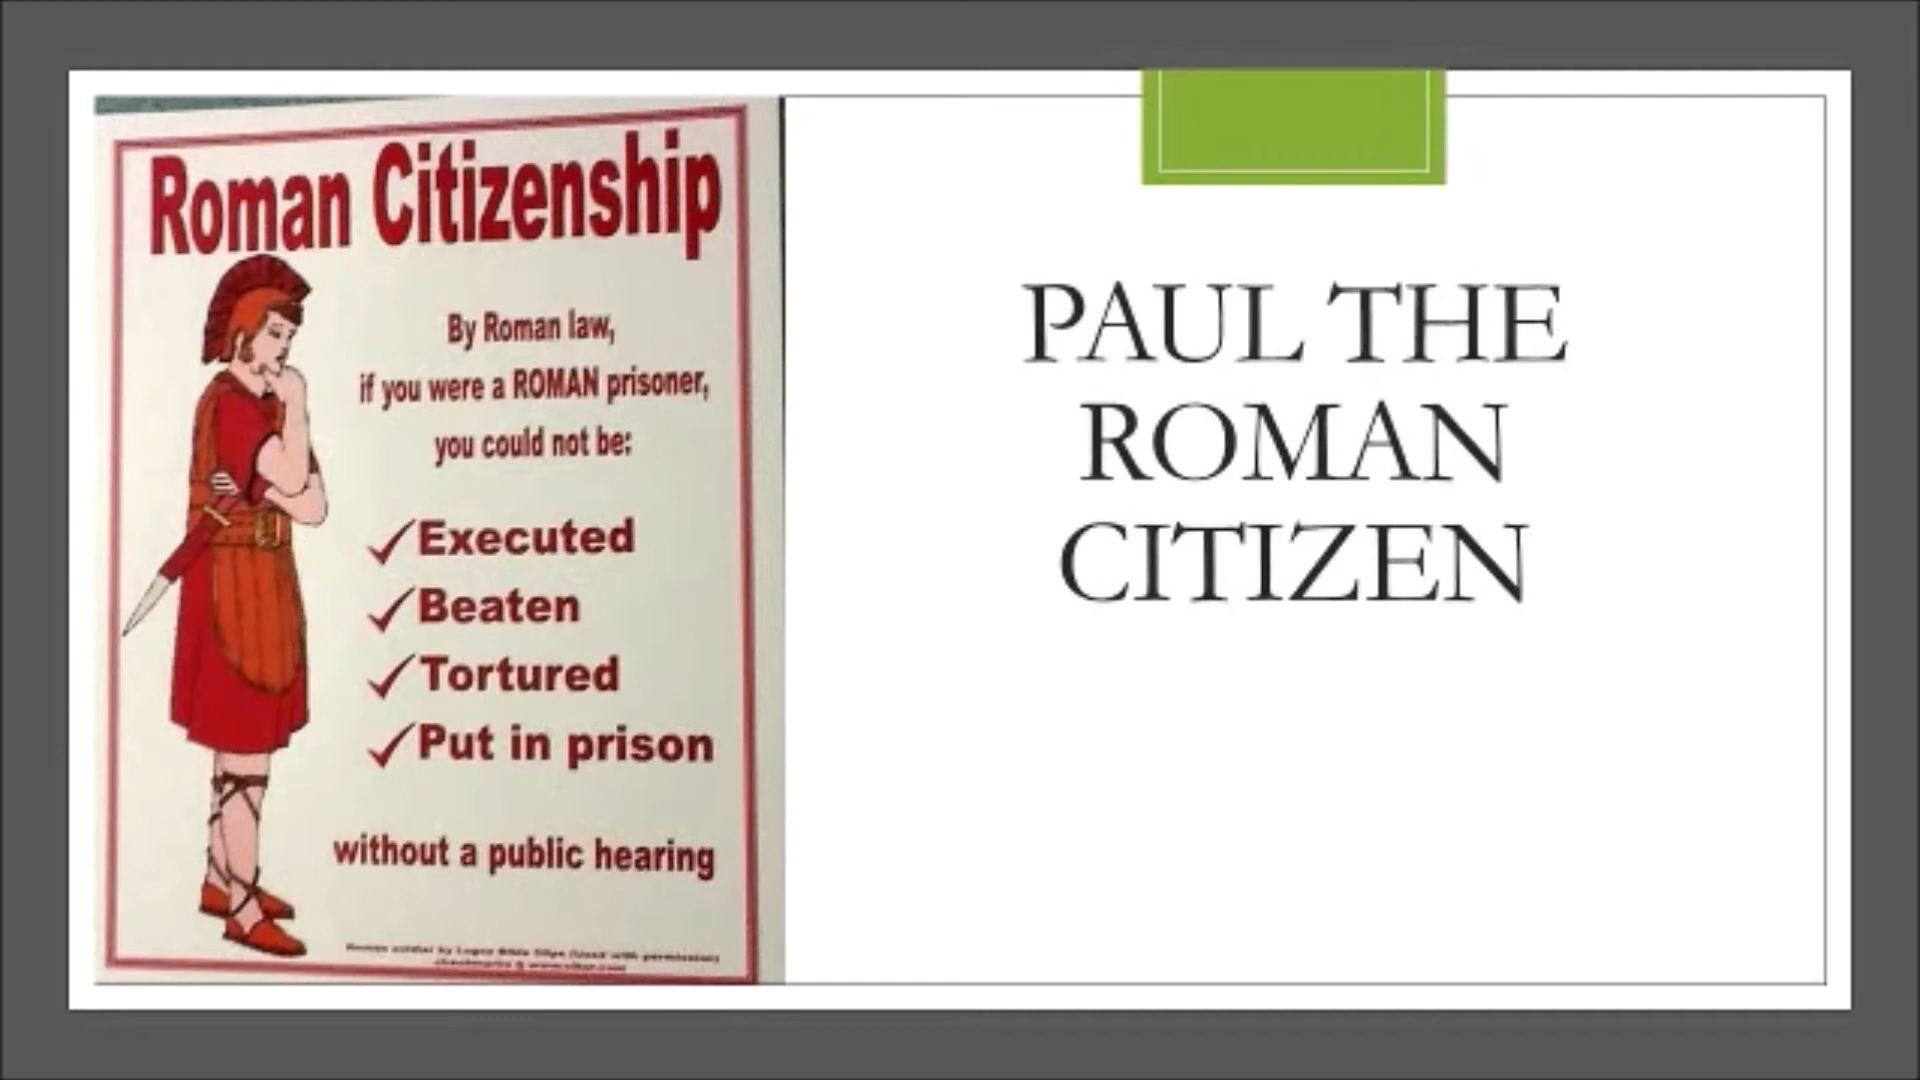 Roman Citizenship
By Roman law,
if you were a ROMAN prisoner,
you could not be:
Executed
Beaten
Tortured
Put in prison
without a public hearing
PAUL THE
ROMAN
CITIZEN